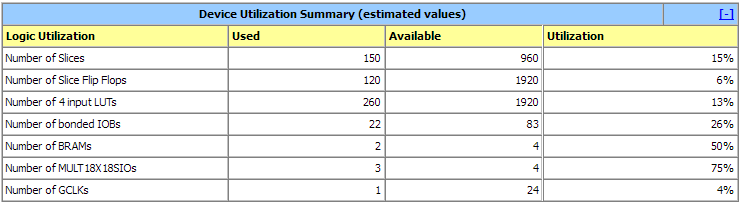 Device Utilization Summary (estimated values) [-]
Logic Utilization Used Available Utilization
Number of Slices 150 960 15%
Number of Slice Flip Flops 120 1920 6%
Number of 4 input LUTs 260 1920 13%
Number of bonded IOBs 22 83 26%
Number of BRAMs 2 4 50%
Number of MULT18X18SIOs 3 4 75%
Number of GCLKs 1 24 4%